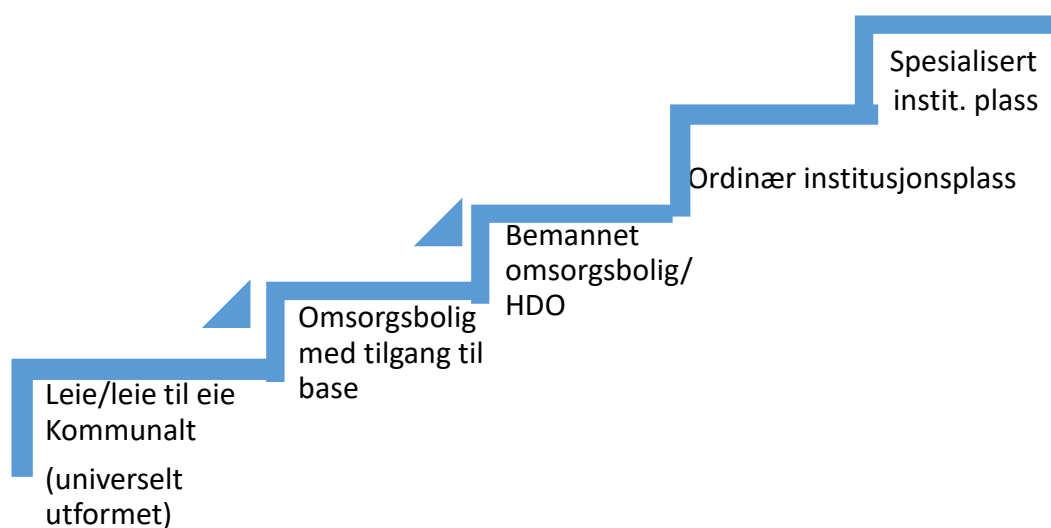 Spesialisert
instit. plass
Ordinær institusjonsplass
Bemannet
omsorgsbolig/
HDO
Omsorgsbolig
med tilgang til
base
Leie/leie til eie
Kommunalt
(universelt
utformet)